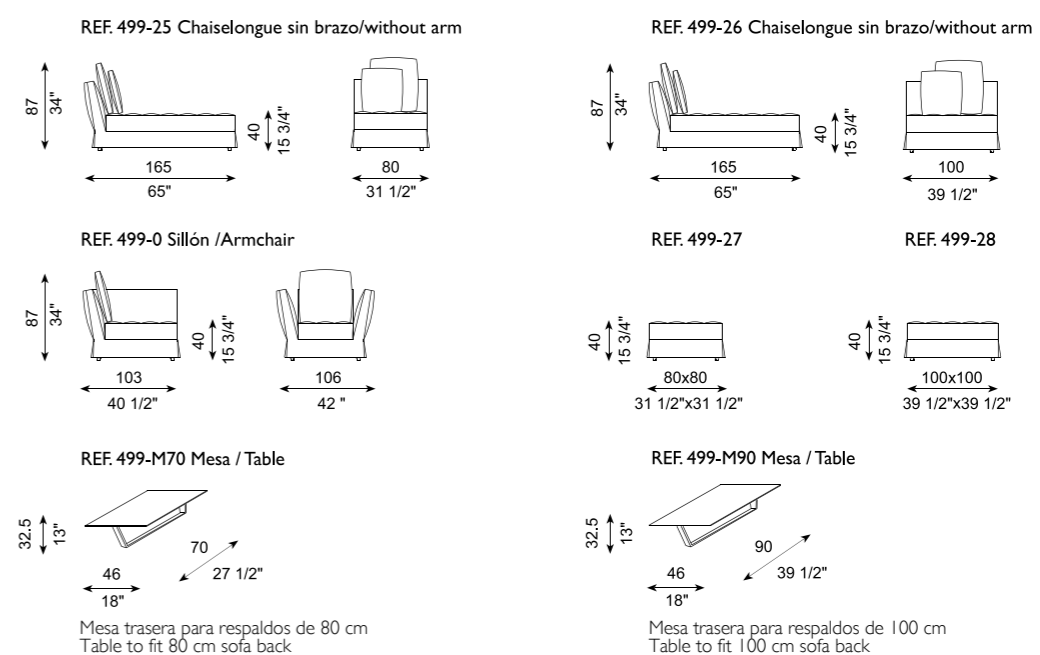 REF. 499-25 Chaiselongue sin brazo/without arm
87
34"
40
15 3/4"
165
65"
80
31 1/2"
REF. 499-26 Chaiselongue sin brazo/without arm
87
34"
40
15 3/4"
165
65"
100
39 1/2"
REF. 499-0 Sillón /Armchair
87
34"
40
15 3/4"
103
40 1/2"
106
42 "
REF. 499-27
40
15 3/4"
80x80
31 1/2"x31 1/2"
REF. 499-28
40
15 3/4"
100x100
39 1/2"x39 1/2"
REF. 499-M70 Mesa / Table
32.5
13"
46
18"
70
27 1/2"
Mesa trasera para respaldos de 80 cm
Table to fit 80 cm sofa back
REF. 499-M90 Mesa / Table
32.5
13"
46
18"
90
39 1/2"
Mesa trasera para respaldos de 100 cm
Table to fit 100 cm sofa back